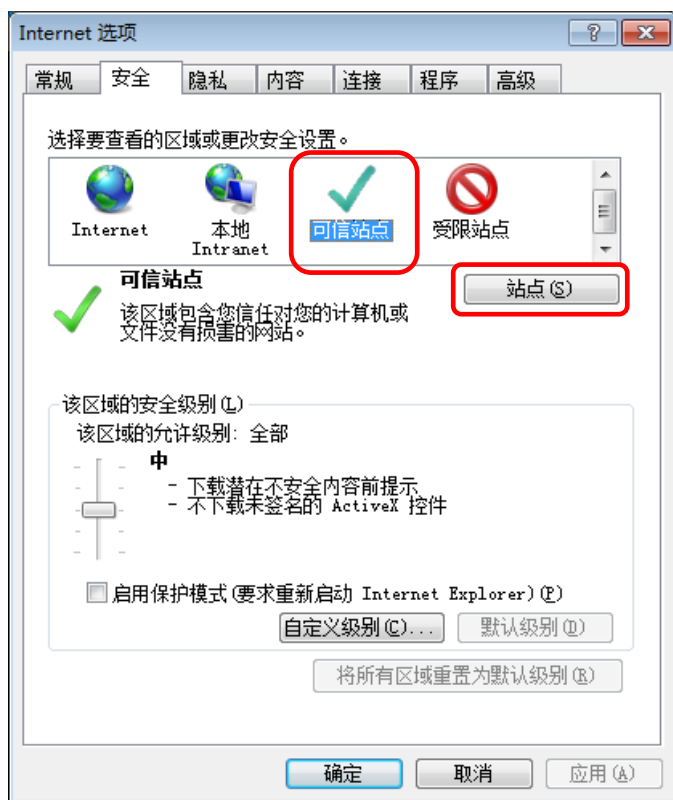 Internet 选项
常规 安全 隐私 内容 连接 程序 高级
选择要查看的区域或更改安全设置。
Internet
本地
Intranet
可信站点
受限站点
可信站点
站点(S)
该区域包含您信任对您的计算机或
文件没有损害的网站。
该区域的安全级别(L)
该区域的允许级别: 全部
中
- 下载潜在不安全内容前提示
- 不下载未签名的 ActiveX 控件
启用保护模式(要求重新启动 Internet Explorer)(P)
自定义级别(C)... 默认级别(D)
将所有区域重置为默认级别(R)
确定 取消 应用(A)